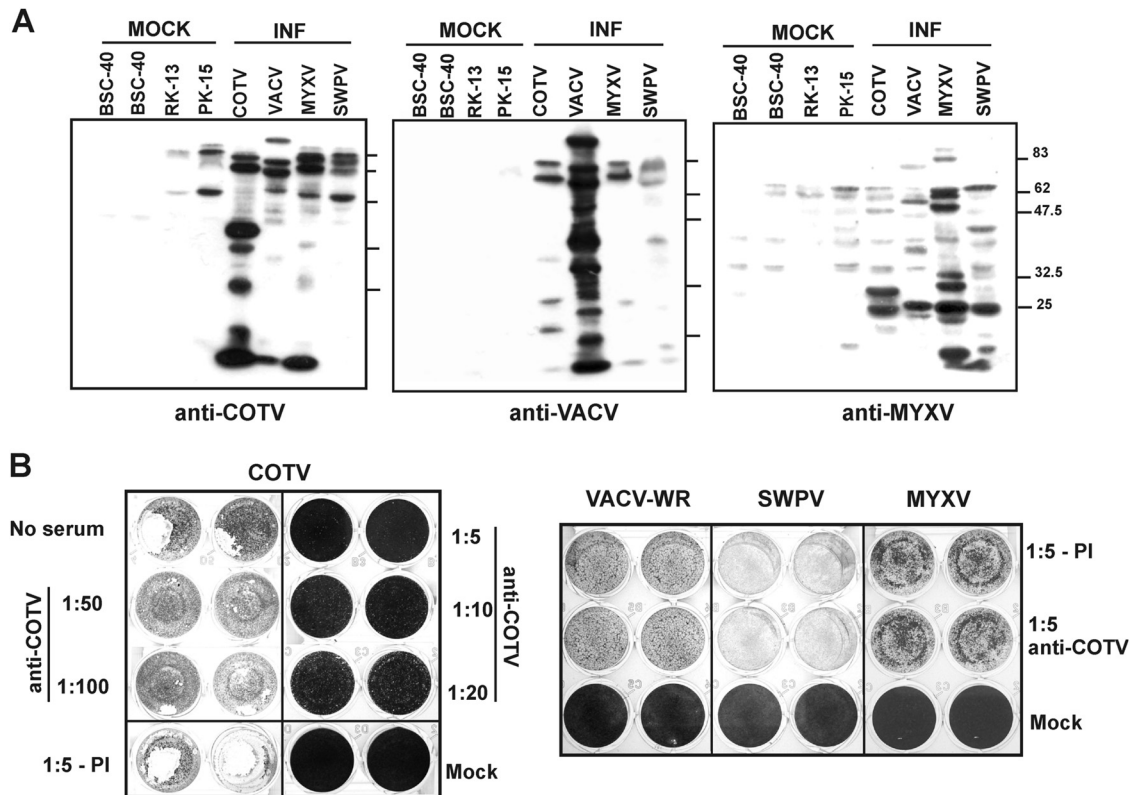 A
MOCK INF
BSC-40 BSC-40 RK-13 PK-15 COTV VACV MYXV SWPV
anti-COTV
MOCK INF
BSC-40 BSC-40 RK-13 PK-15 COTV VACV MYXV SWPV
anti-VACV
MOCK INF
BSC-40 BSC-40 RK-13 PK-15 COTV VACV MYXV SWPV
83
62
47.5
32.5
25
anti-MYXV
B
COTV
No serum
anti-COTV
1:50
1:100
1:5 - PI
1:5
1:10
1:20
anti-COTV
Mock
VACV-WR SWPV MYXV
1:5 - PI
1:5
anti-COTV
Mock